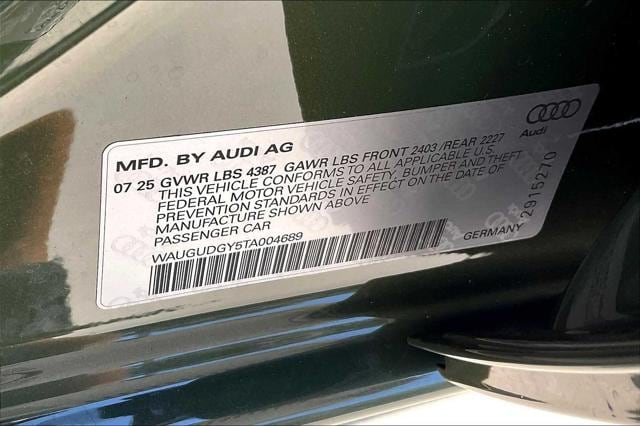 MFD. BY AUDI AG
07 25 GVWR LBS 4387 GAWR LBS FRONT 2403 /REAR 2227
THIS VEHICLE CONFORMS TO ALL APPLICABLE U.S.
FEDERAL MOTOR VEHICLE SAFETY, BUMPER AND THEFT
PREVENTION STANDARDS IN EFFECT ON THE DATE OF
MANUFACTURE SHOWN ABOVE
PASSENGER CAR
WAUGUDGY5TA004689
GERMANY
2915270
Audi